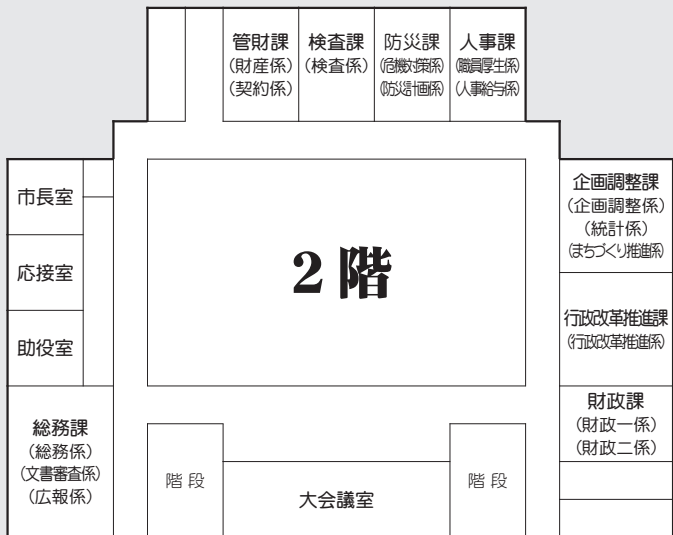 管財課
(財産係)
(契約係)
検査課
(検査係)
防災課
(危機対策係)
(防災計画係)
人事課
(職員厚生係)
(人事給与係)
市長室
応接室
助役室
総務課
(総務係)
(文書審査係)
(広報係)
2階
企画調整課
(企画調整係)
(統計係)
(まちづくり推進係)
行政改革推進課
(行政改革推進係)
財政課
(財政一係)
(財政二係)
階段
大会議室
階段